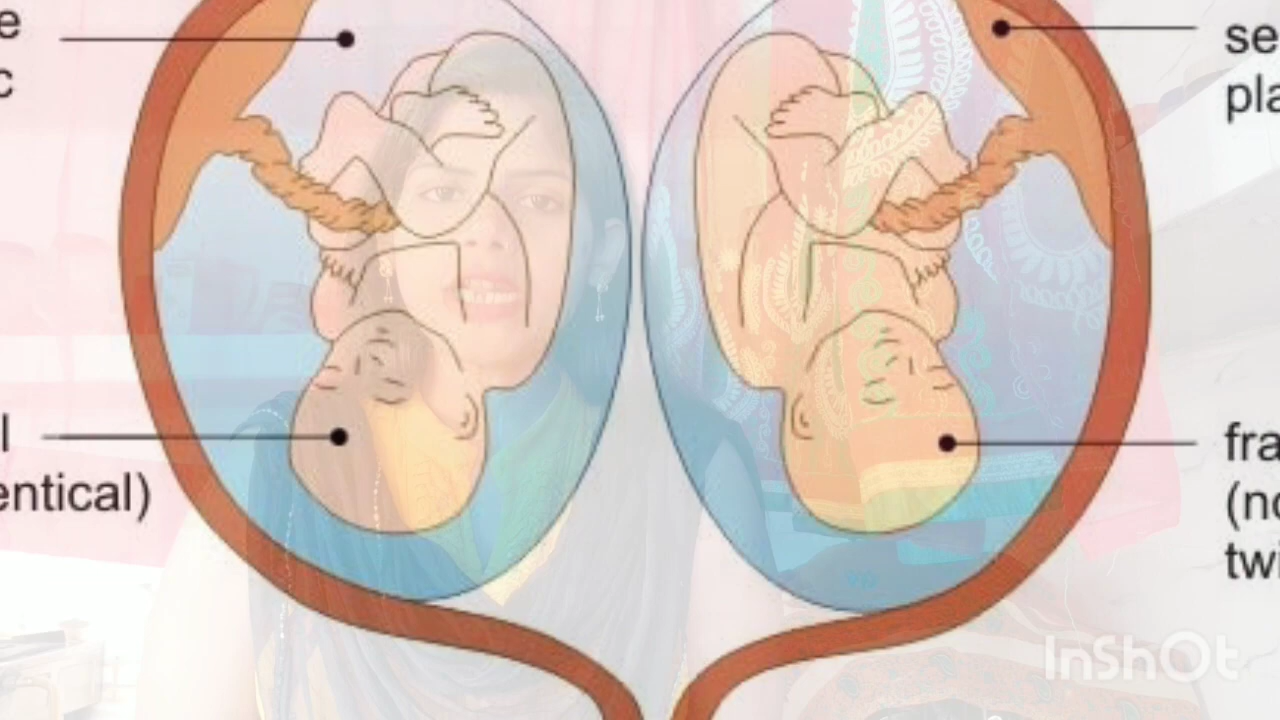 e
c
l
entical)
se
pla
fra
(no
twi
InShOt